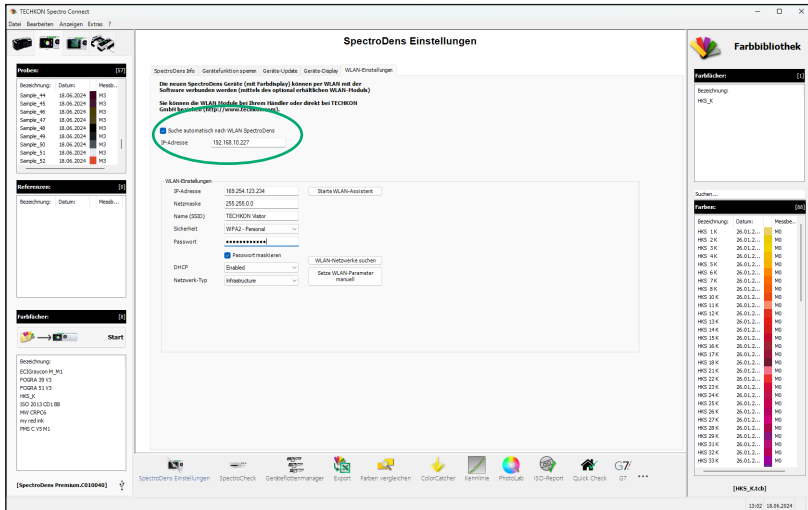 TECHKON Spectro Connect
Datei Bearbeiten Anzeigen Extras ?
SpectroDens Einstellungen
Farbbibliothek
Proben: [57]
Bezeichnung: Datum: Messb...
Sample_44 18.06.2024 M3
Sample_45 18.06.2024 M3
Sample_46 18.06.2024 M3
Sample_47 18.06.2024 M3
Sample_48 18.06.2024 M3
Sample_49 18.06.2024 M3
Sample_50 18.06.2024 M3
Sample_51 18.06.2024 M3
Sample_52 18.06.2024 M3
Referenzen: [0]
Bezeichnung: Datum: Messb...
Farbfächer: [8]
Start
Bezeichnung:
ECIGraycon M_M1
FOGRA 39 V3
FOGRA 51 V3
HKS_K
ISO 2013 CD1 BB
MW CRPC6
my red ink
PMS C V5 M1
[SpectroDens Premium.C010040]
SpectroDens Info Gerätefunktion sperren Geräte-Update Geräte-Display WLAN-Einstellungen
Die neuen SpectroDens Geräte (mit Farbdisplay) können per WLAN mit der
Software verbunden werden (mittels des optional erhältlichen WLAN-Module)
Sie können die WLAN Module bei Ihrem Händler oder direkt bei TECHKON
GmbH beziehen (http://www.techkon.com).
Suche automatisch nach WLAN SpectroDens
IP-Adresse 192.168.10.227
WLAN-Einstellungen
IP-Adresse 169.254.123.234 Starte WLAN-Assistent
Netzmaske 255.255.0.0
Name (SSID) TECHKON Visitor
Sicherheit WPA2 - Personal
Passwort
Passwort maskieren
WLAN-Netzwerke suchen
DHCP Enabled
Setze WLAN-Parameter
manuell
Netzwerk-Typ Infrastructure
SpectroDens Einstellungen SpectroCheck Geräteflottenmanager Export Farben vergleichen ColorCatcher Kennlinie PhotoLab ISO-Report Quick Check G7
G7/
Farbfächer: [1]
Bezeichnung:
HKS_K
Suchen...
Farben: [88]
Bezeichnung: Datum: Messbe...
HKS 1 K 26.01.2... M0
HKS 2 K 26.01.2... M0
HKS 3 K 26.01.2... M0
HKS 4 K 26.01.2... M0
HKS 5 K 26.01.2... M0
HKS 6 K 26.01.2... M0
HKS 7 K 26.01.2... M0
HKS 8 K 26.01.2... M0
HKS 10 K 26.01.2... M0
HKS 11 K 26.01.2... M0
HKS 12 K 26.01.2... M0
HKS 13 K 26.01.2... M0
HKS 14 K 26.01.2... M0
HKS 15 K 26.01.2... M0
HKS 16 K 26.01.2... M0
HKS 17 K 26.01.2... M0
HKS 18 K 26.01.2... M0
HKS 21 K 26.01.2... M0
HKS 22 K 26.01.2... M0
HKS 23 K 26.01.2... M0
HKS 24 K 26.01.2... M0
HKS 25 K 26.01.2... M0
HKS 26 K 26.01.2... M0
HKS 27 K 26.01.2... M0
HKS 28 K 26.01.2... M0
HKS 29 K 26.01.2... M0
HKS 31 K 26.01.2... M0
HKS 32 K 26.01.2... M0
HKS 33 K 26.01.2... M0
[HKS_K.tcb]
13:02 18.06.2024